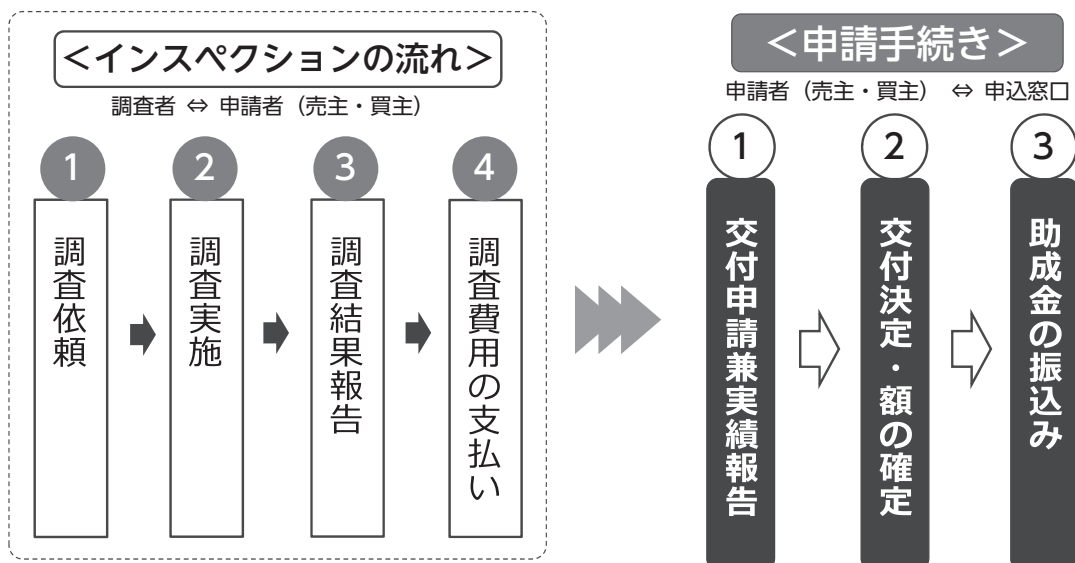 ＜インスペクションの流れ＞
調査者 ⇔ 申請者（売主・買主）
1
調査依頼
2
調査実施
3
調査結果報告
4
調査費用の支払い
＜申請手続き＞
申請者（売主・買主） ⇔ 申込窓口
1
交付申請兼実績報告
2
交付決定・額の確定
3
助成金の振込み